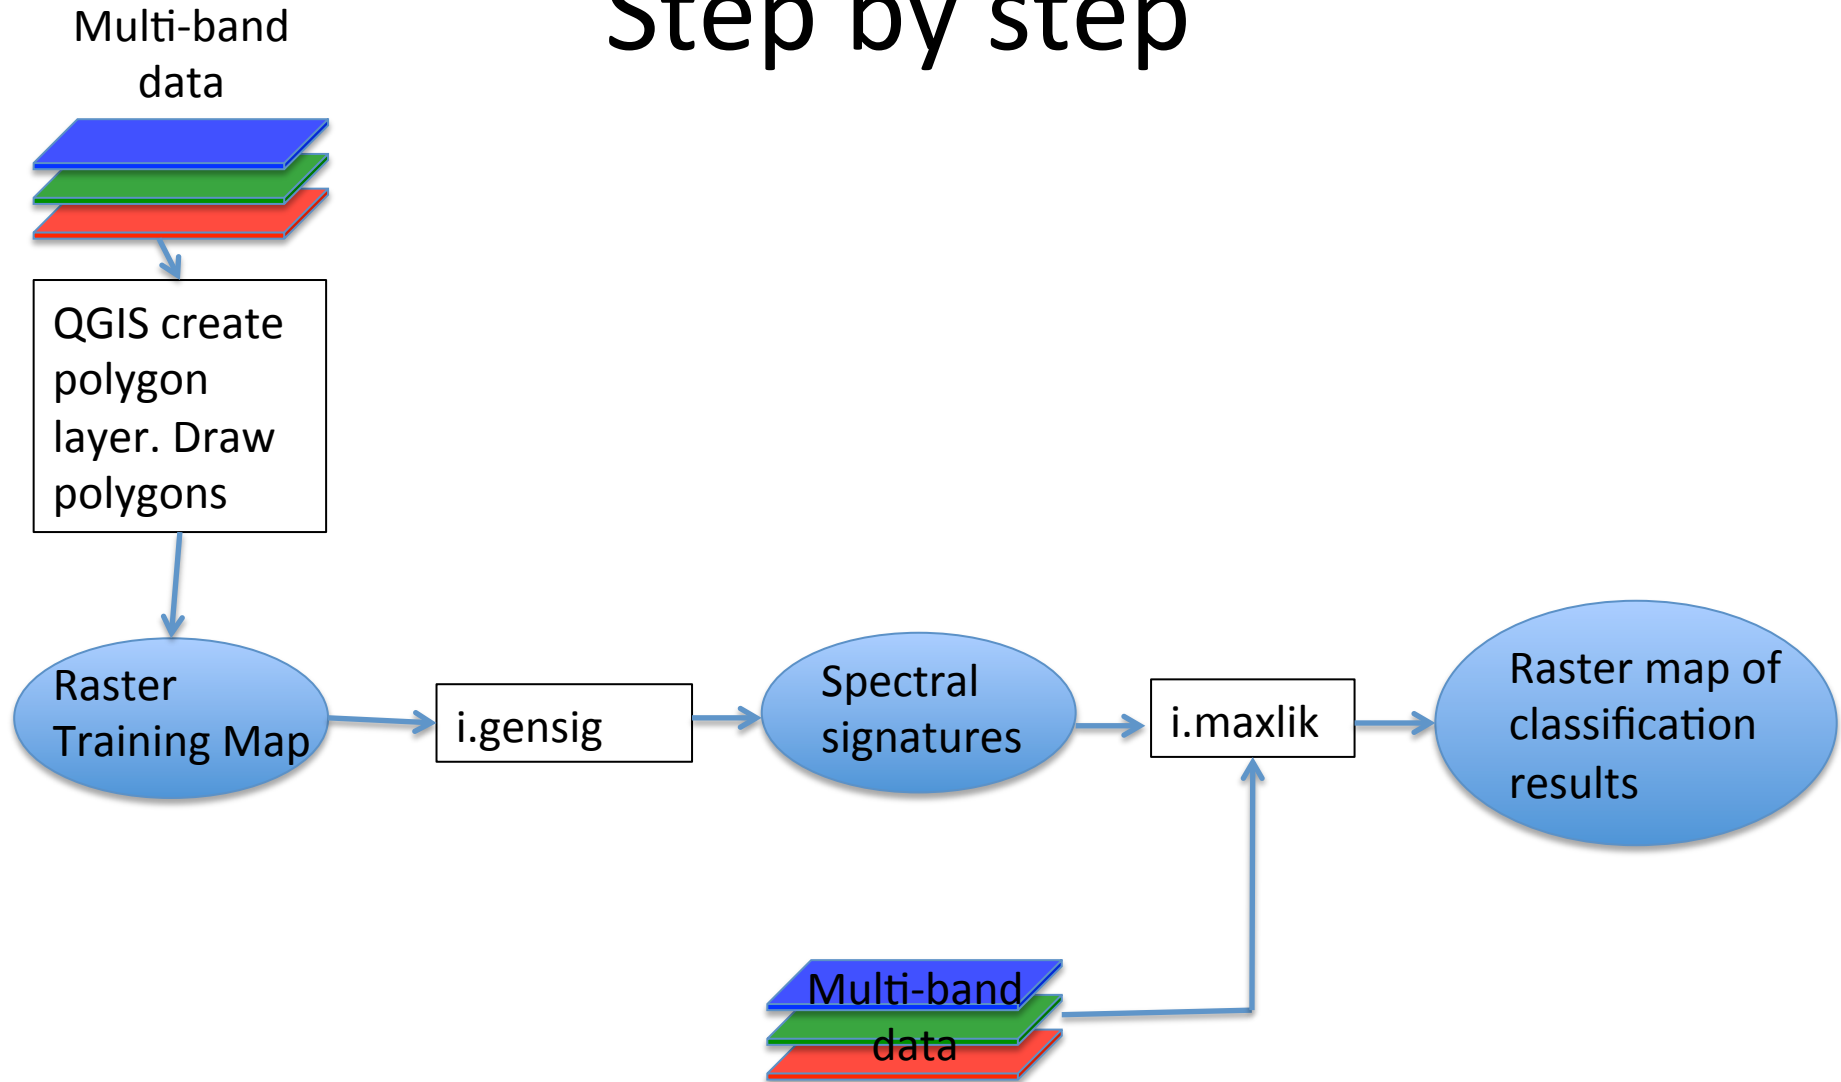 Step by step
Multi-band
data
QGIS create
polygon
layer. Draw
polygons
Raster
Training Map
i.gensig
Spectral
signatures
i.maxlik
Raster map of
classification
results
Multi-band
data